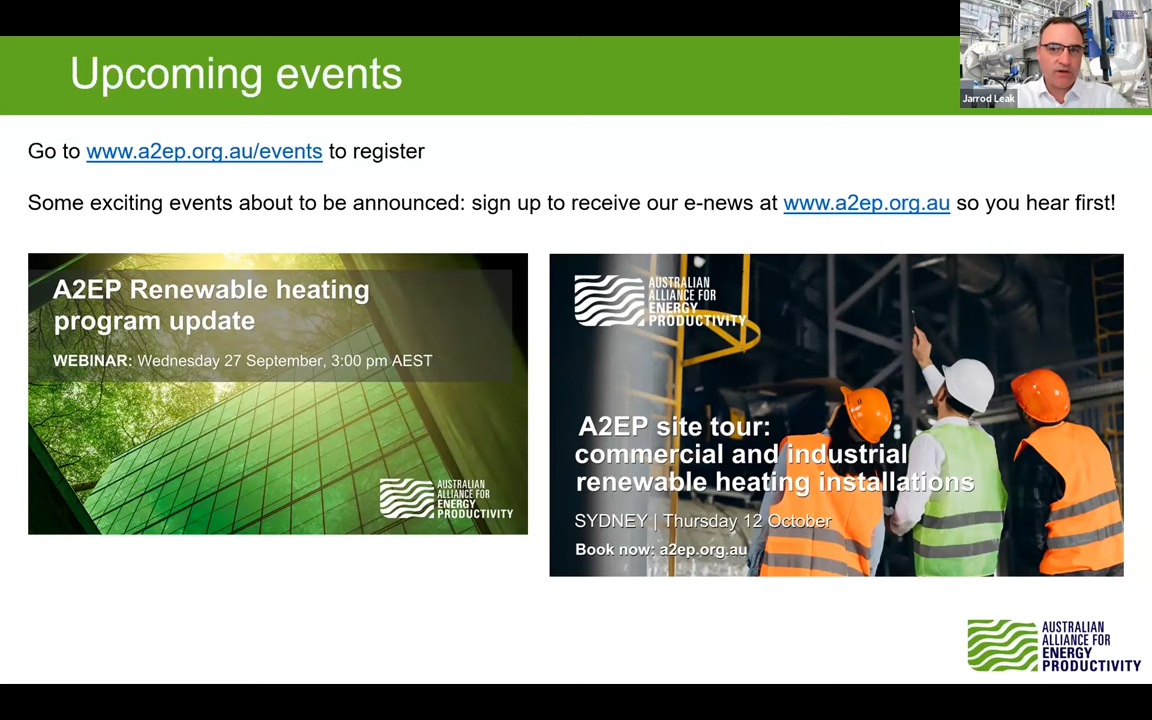 Upcoming events
Jarrod Leak
Go to www.a2ep.org.au/events to register
Some exciting events about to be announced: sign up to receive our e-news at www.a2ep.org.au so you hear first!
A2EP Renewable heating
program update
WEBINAR: Wednesday 27 September, 3:00 pm AEST
AUSTRALIAN
ALLIANCE FOR
ENERGY
PRODUCTIVITY
AUSTRALIAN
ALLIANCE FOR
ENERGY
PRODUCTIVITY
A2EP site tour:
commercial and industrial
renewable heating installations
SYDNEY | Thursday 12 October
Book now: a2ep.org.au
AUSTRALIAN
ALLIANCE FOR
ENERGY
PRODUCTIVITY